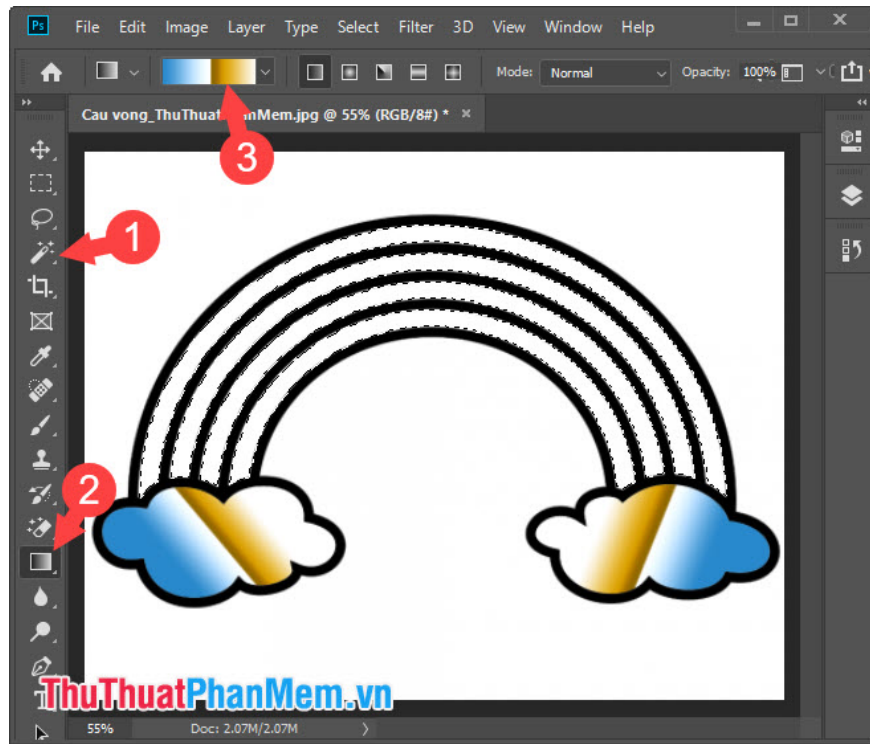 Ps File Edit Image Layer Type Select Filter 3D View Window Help
Mode: Normal Opacity: 100%
Cau vong_ThuThuat nMem.jpg @ 55% (RGB/8#) *
3
1
2
ThuThuatPhanMem.vn
55% Doc: 2.07M/2.07M